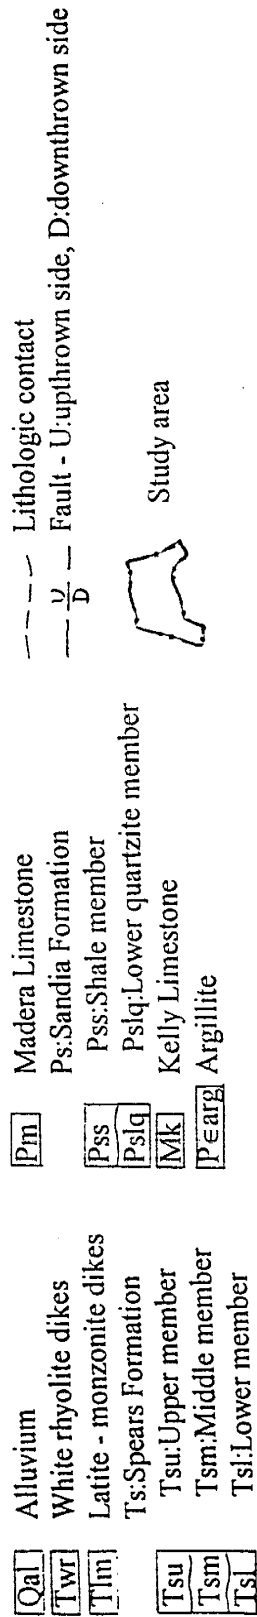 Qal Alluvium
Twr White rhyolite dikes
Tlm Latite - monzonite dikes
Ts:Spears Formation
Tsu Tsu:Upper member
Tsm Tsm:Middle member
Tsl Tsl:Lower member
Pm Madera Limestone
Ps:Sandia Formation
Pss Pss:Shale member
Pslq Pslq:Lower quartzite member
Mk Kelly Limestone
P∈arg Argillite
Lithologic contact
U
D
Fault - U:upthrown side, D:downthrown side
Study area